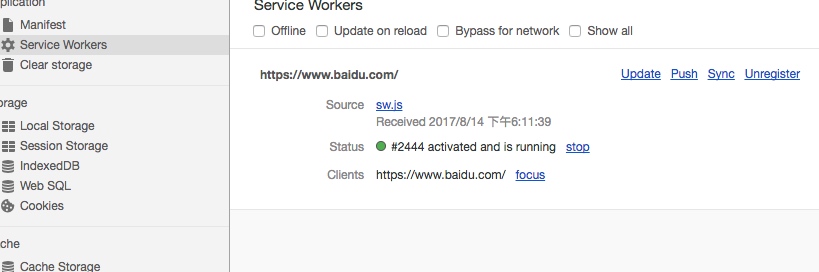 plication
Manifest
Service Workers
Clear storage
orage
Local Storage
Session Storage
IndexedDB
Web SQL
Cookies
che
Cache Storage
Service Workers
Offline Update on reload Bypass for network Show all
https://www.baidu.com/ Update Push Sync Unregister
Source sw.js
Received 2017/8/14 下午6:11:39
Status #2444 activated and is running stop
Clients https://www.baidu.com/ focus